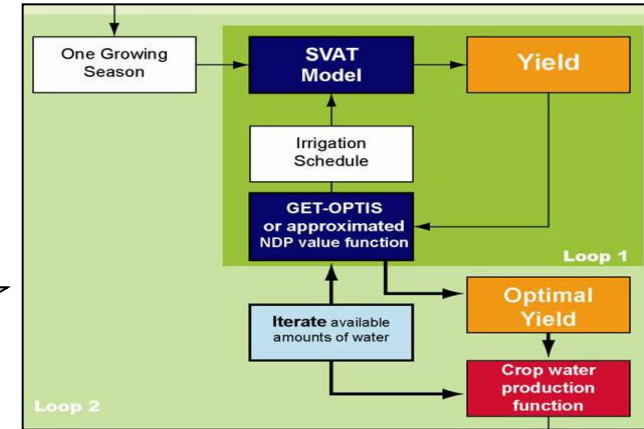 One Growing
Season
SVAT
Model
Yield
Irrigation
Schedule
GET-OPTIS
or approximated
NDP value function
Loop 1
Iterate available
amounts of water
Optimal
Yield
Crop water
production
function
Loop 2